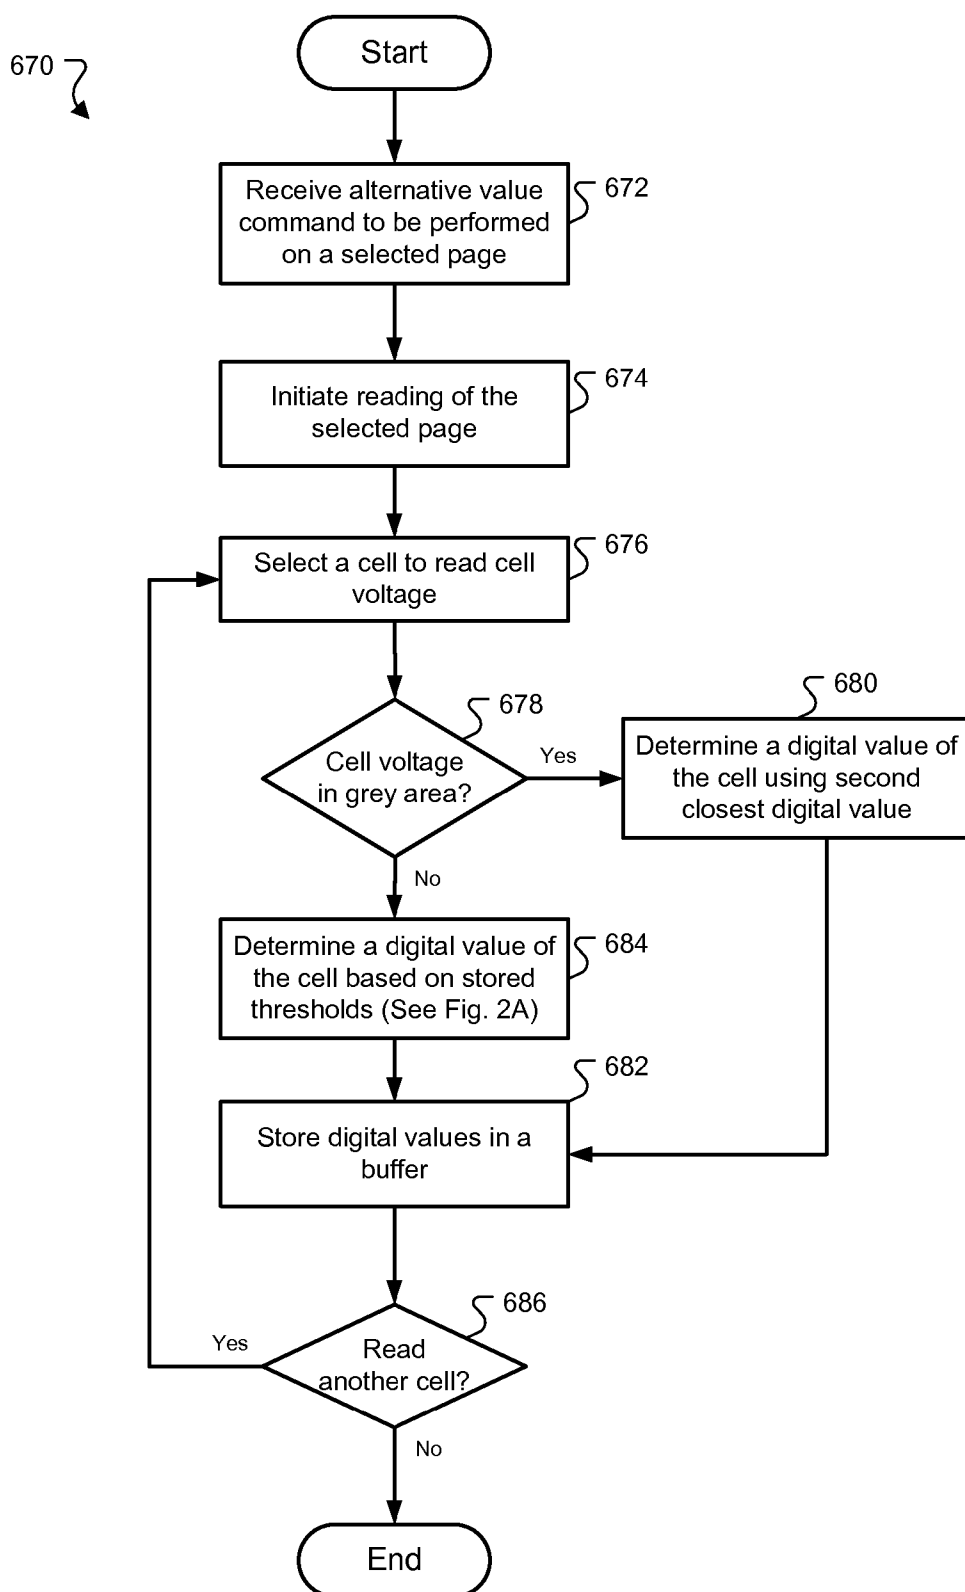 Start
670
Receive alternative value
command to be performed
on a selected page
672
Initiate reading of the
selected page
674
Select a cell to read cell
voltage
676
678
Cell voltage
in grey area?
Yes
680
Determine a digital value of
the cell using second
closest digital value
No
Determine a digital value of
the cell based on stored
thresholds (See Fig. 2A)
684
682
Store digital values in a
buffer
686
Read
another cell?
Yes
No
End